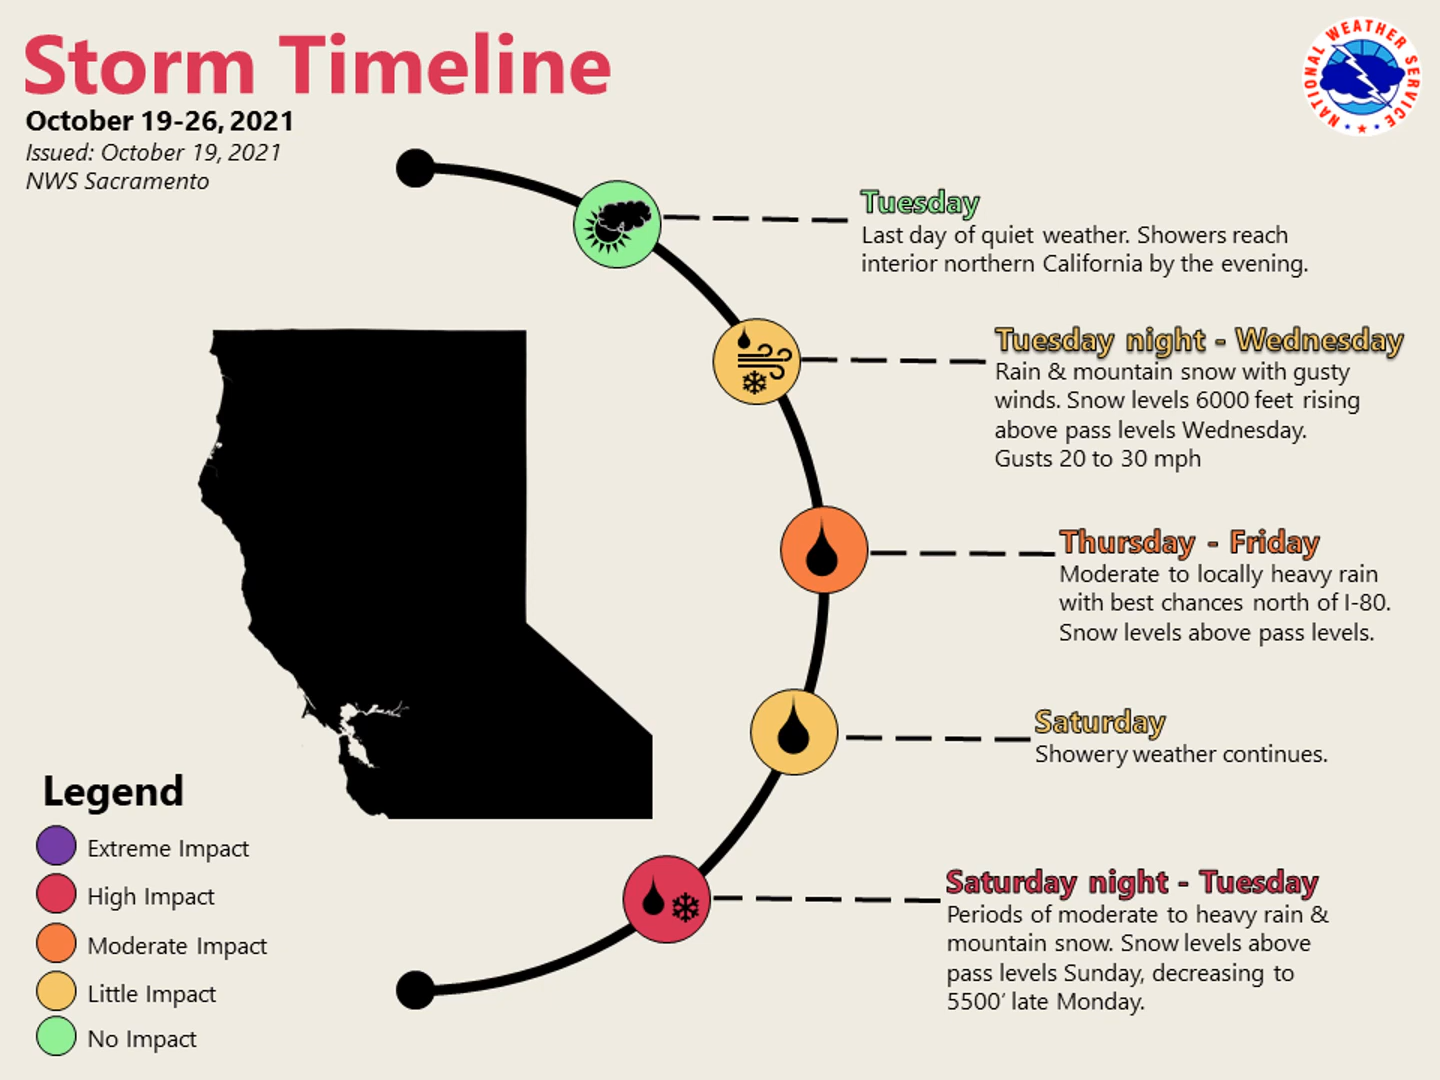 Storm Timeline
October 19-26, 2021
Issued: October 19, 2021
NWS Sacramento
NATIONAL WEATHER SERVICE
Tuesday
Last day of quiet weather. Showers reach
interior northern California by the evening.
Tuesday night - Wednesday
Rain & mountain snow with gusty
winds. Snow levels 6000 feet rising
above pass levels Wednesday.
Gusts 20 to 30 mph
Thursday - Friday
Moderate to locally heavy rain
with best chances north of I-80.
Snow levels above pass levels.
Saturday
Showery weather continues.
Saturday night - Tuesday
Periods of moderate to heavy rain &
mountain snow. Snow levels above
pass levels Sunday, decreasing to
5500’ late Monday.
Legend
Extreme Impact
High Impact
Moderate Impact
Little Impact
No Impact